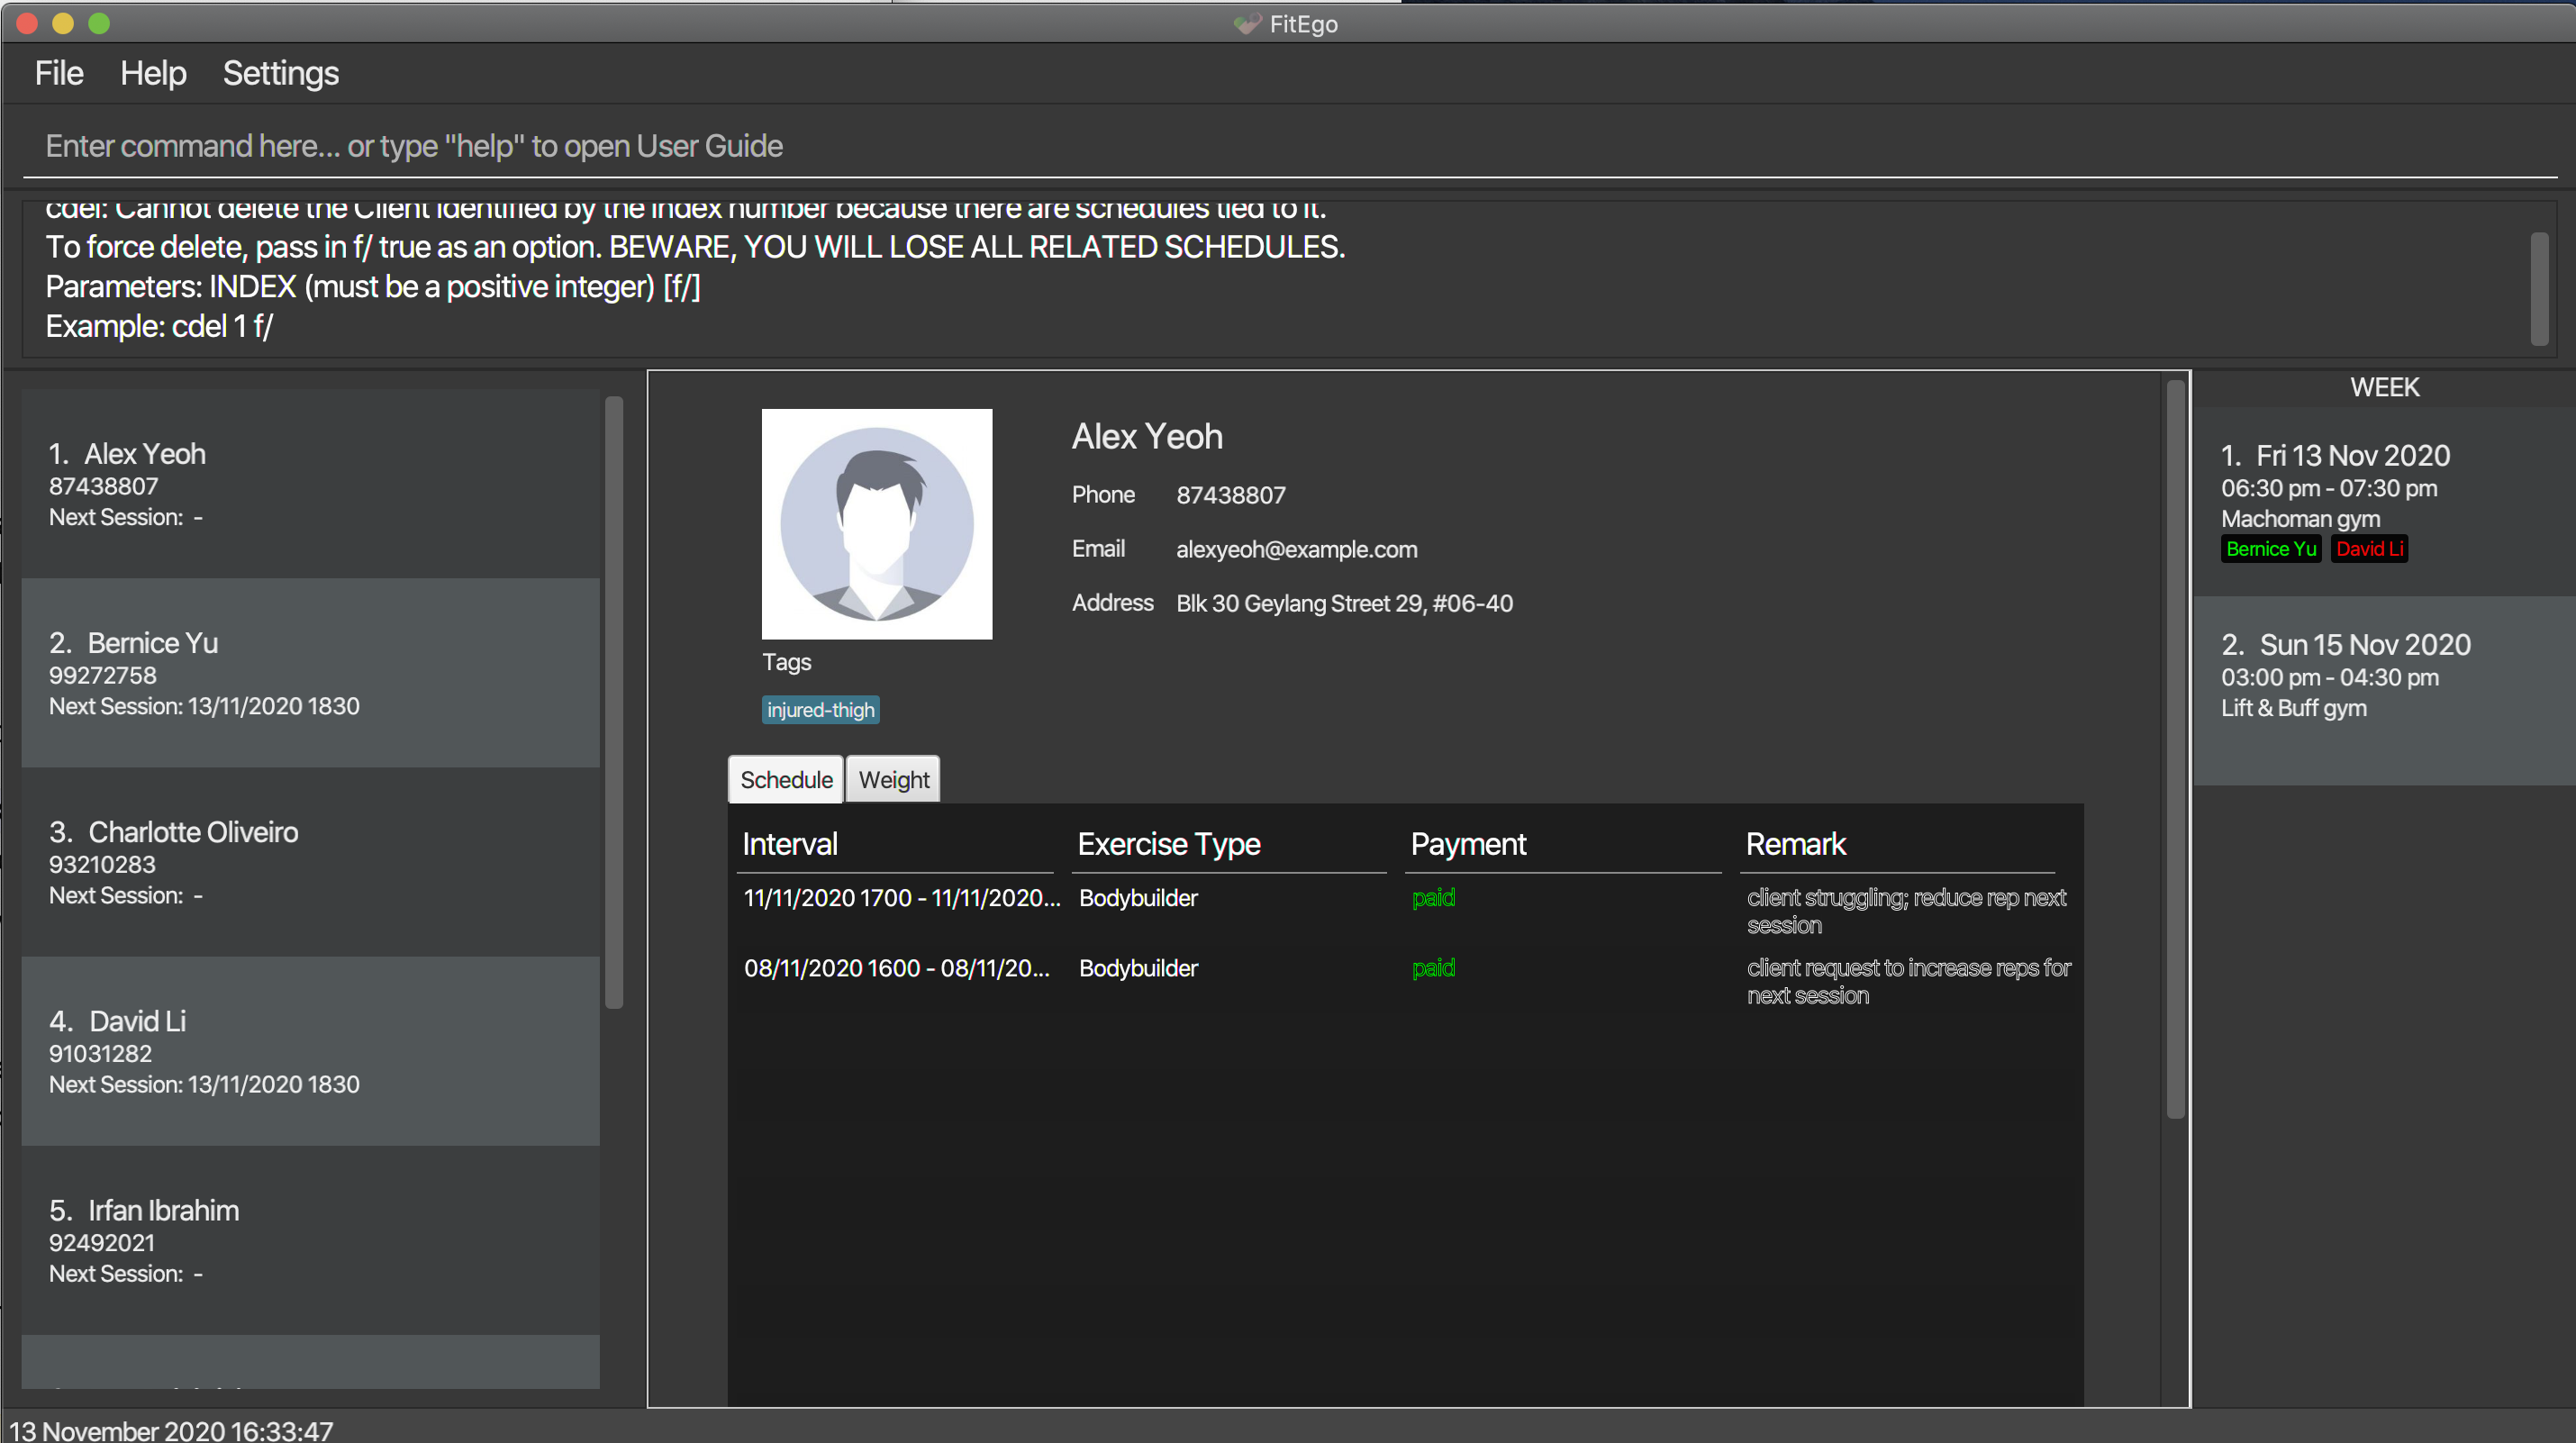 FitEgo
File Help Settings
Enter command here... or type "help" to open User Guide
cdel: Cannot delete the Client identified by the index number because there are schedules tied to it.
To force delete, pass in f/ true as an option. BEWARE, YOU WILL LOSE ALL RELATED SCHEDULES.
Parameters: INDEX (must be a positive integer) [f/]
Example: cdel 1 f/
1. Alex Yeoh
87438807
Next Session: -
2. Bernice Yu
99272758
Next Session: 13/11/2020 1830
3. Charlotte Oliveiro
93210283
Next Session: -
4. David Li
91031282
Next Session: 13/11/2020 1830
5. Irfan Ibrahim
92492021
Next Session: -
Alex Yeoh
Phone 87438807
Email alexyeoh@example.com
Address Blk 30 Geylang Street 29, #06-40
Tags
injured-thigh
Schedule Weight
Interval Exercise Type Payment Remark
11/11/2020 1700 - 11/11/2020... Bodybuilder paid client struggling; reduce rep next
session
08/11/2020 1600 - 08/11/20... Bodybuilder paid client request to increase reps for
next session
WEEK
1. Fri 13 Nov 2020
06:30 pm - 07:30 pm
Machoman gym
Bernice Yu David Li
2. Sun 15 Nov 2020
03:00 pm - 04:30 pm
Lift & Buff gym
13 November 2020 16:33:47